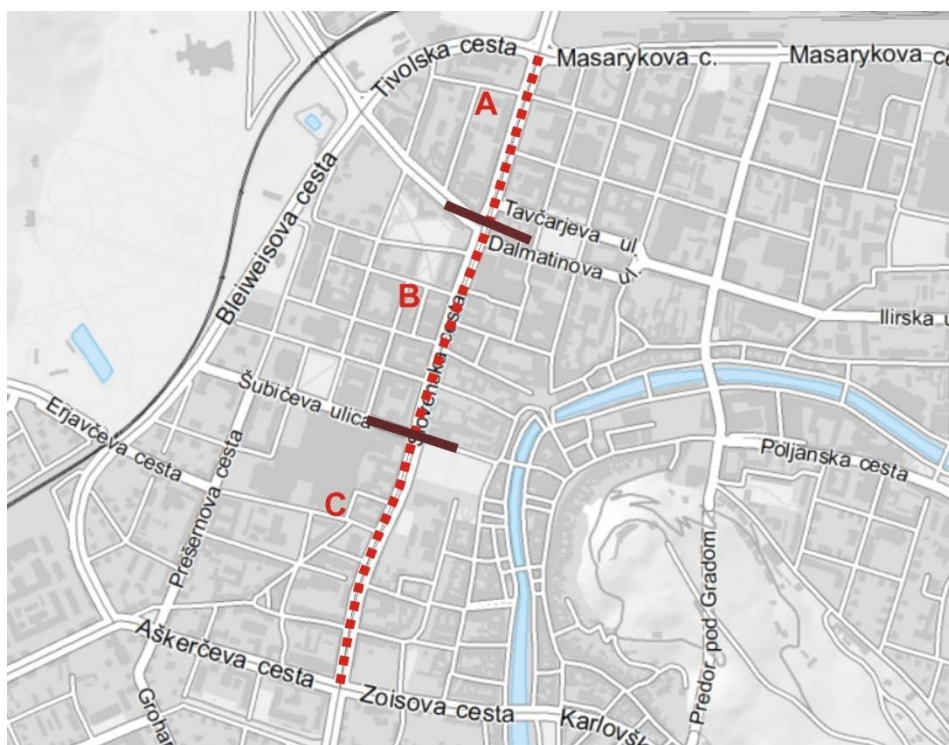 Tivolska cesta
Masarykova c.
Masarykova ce
A
Bleiweisova cesta
Tavčarjeva ul.
Dalmatinova ul.
B
Slovenska cesta
Ilirska u
Šubičeva ulica
Erjavčeva cesta
Prešernova cesta
Poljanska cesta
C
Predor pod Gradom
Aškerčeva cesta
Zoisova cesta
Karlovšk
Grohar